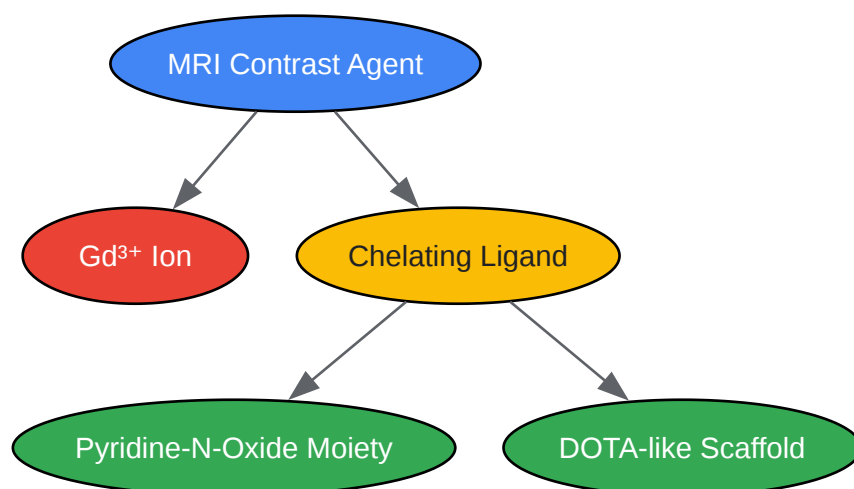 MRI Contrast Agent
Gd³⁺ Ion
Chelating Ligand
Pyridine-N-Oxide Moiety
DOTA-like Scaffold